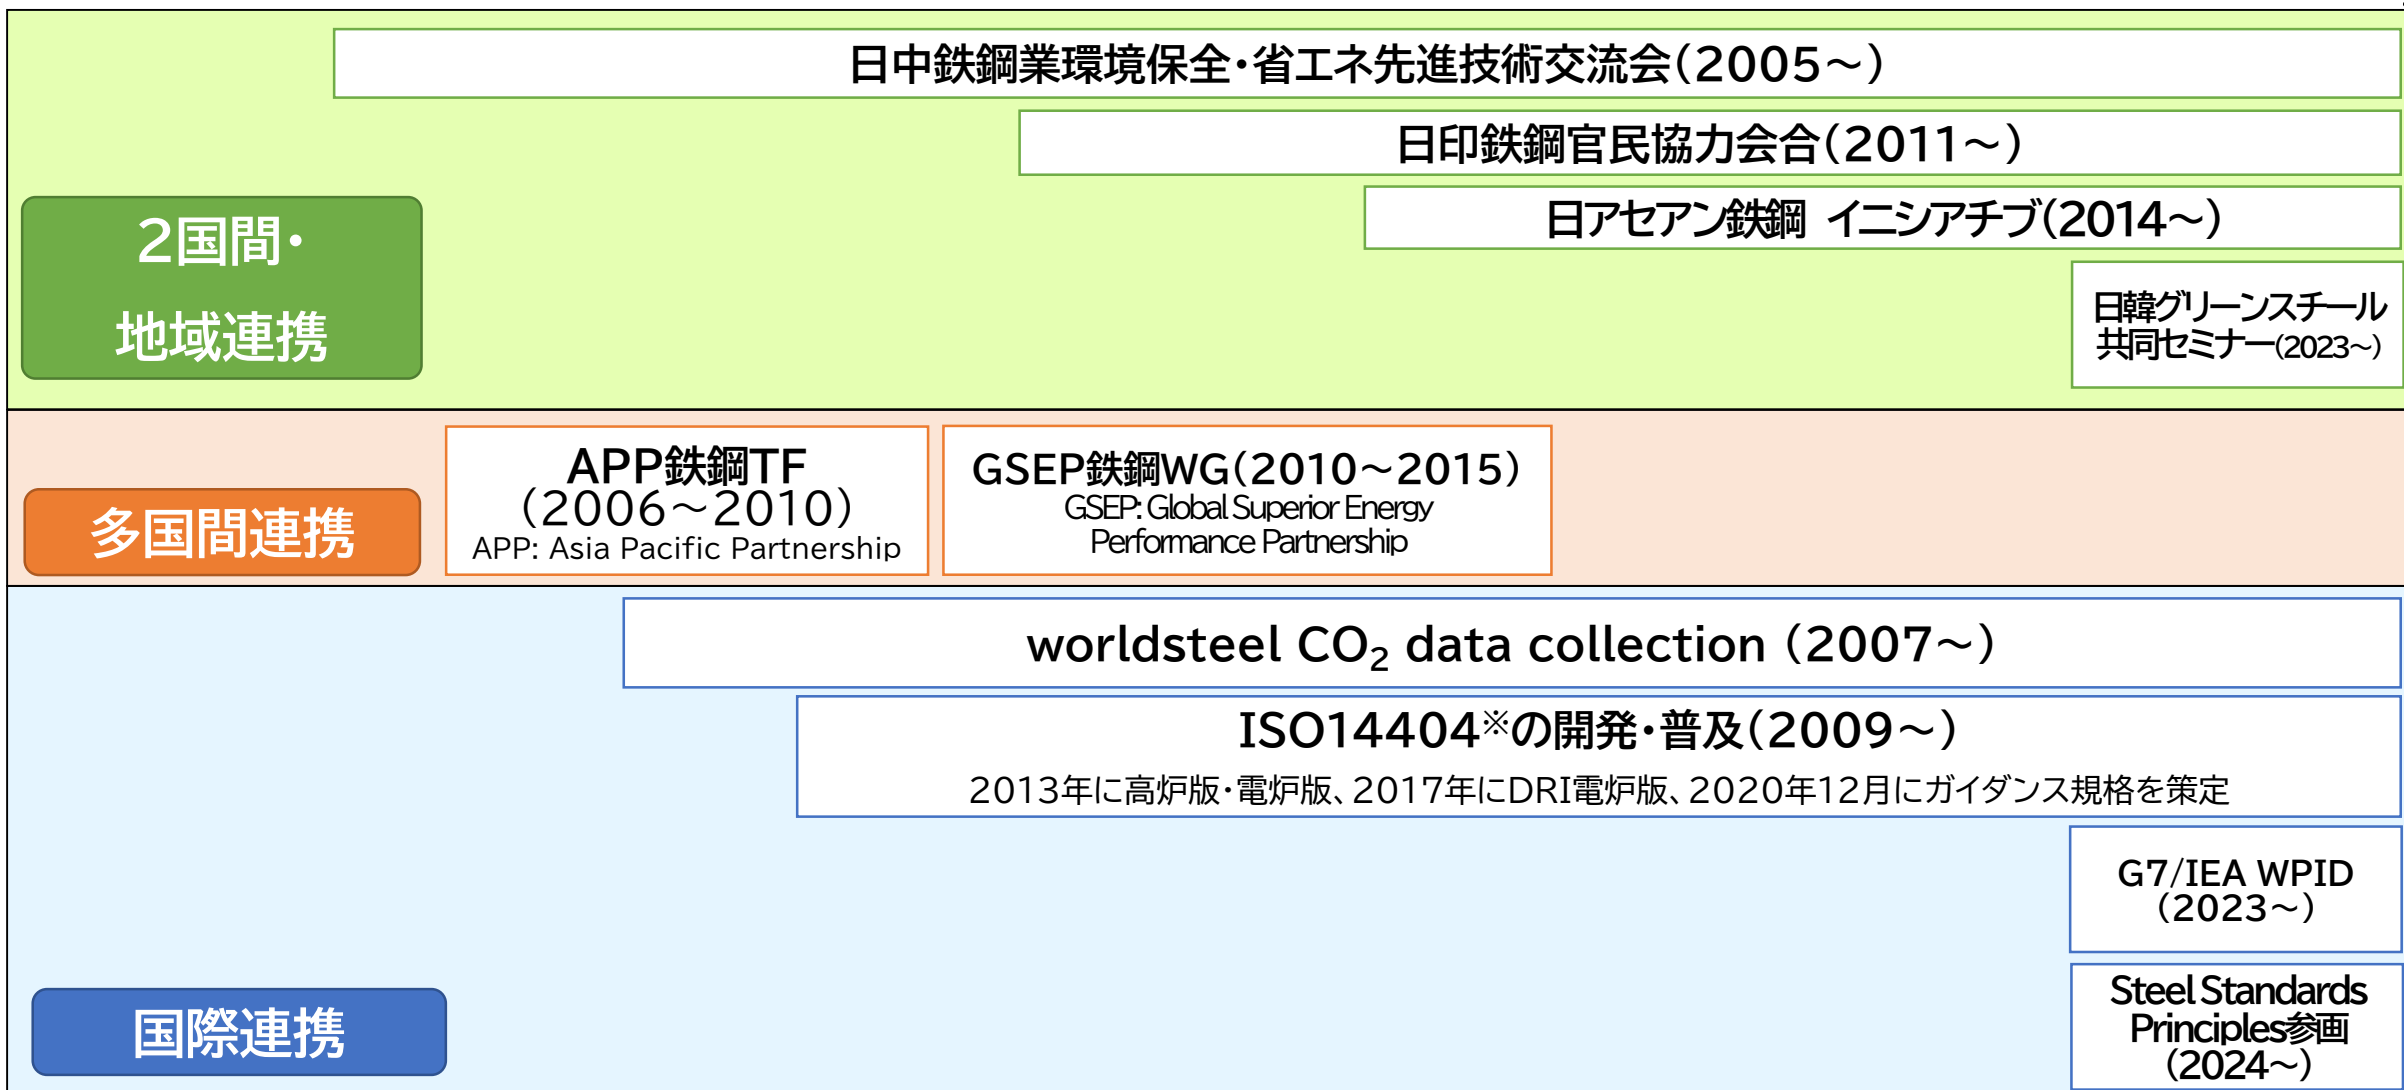 日中鉄鋼業環境保全・省エネ先進技術交流会(2005～)
日印鉄鋼官民協力会合(2011～)
日アセアン鉄鋼 イニシアチブ(2014～)
2国間・
地域連携
日韓グリーンスチール
共同セミナー(2023～)
多国間連携
APP鉄鋼TF
(2006～2010)
APP: Asia Pacific Partnership
GSEP鉄鋼WG(2010～2015)
GSEP: Global Superior Energy
Performance Partnership
worldsteel CO₂ data collection (2007～)
ISO14404※の開発・普及(2009～)
2013年に高炉版・電炉版、2017年にDRI電炉版、2020年12月にガイダンス規格を策定
G7/IEA WPID
(2023～)
国際連携
Steel Standards
Principles参画
(2024～)